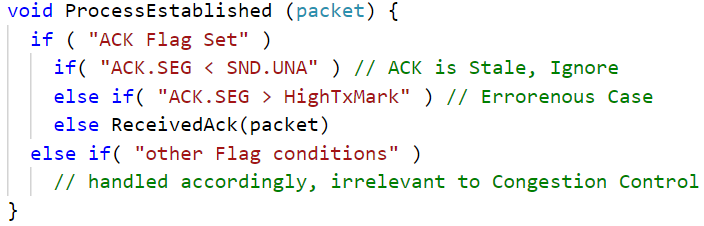 void ProcessEstablished (packet) {
if ( "ACK Flag Set" )
if( "ACK.SEG < SND.UNA" ) // ACK is Stale, Ignore
else if( "ACK.SEG > HighTxMark" ) // Errorenous Case
else ReceivedAck(packet)
else if( "other Flag conditions" )
// handled accordingly, irrelevant to Congestion Control
}